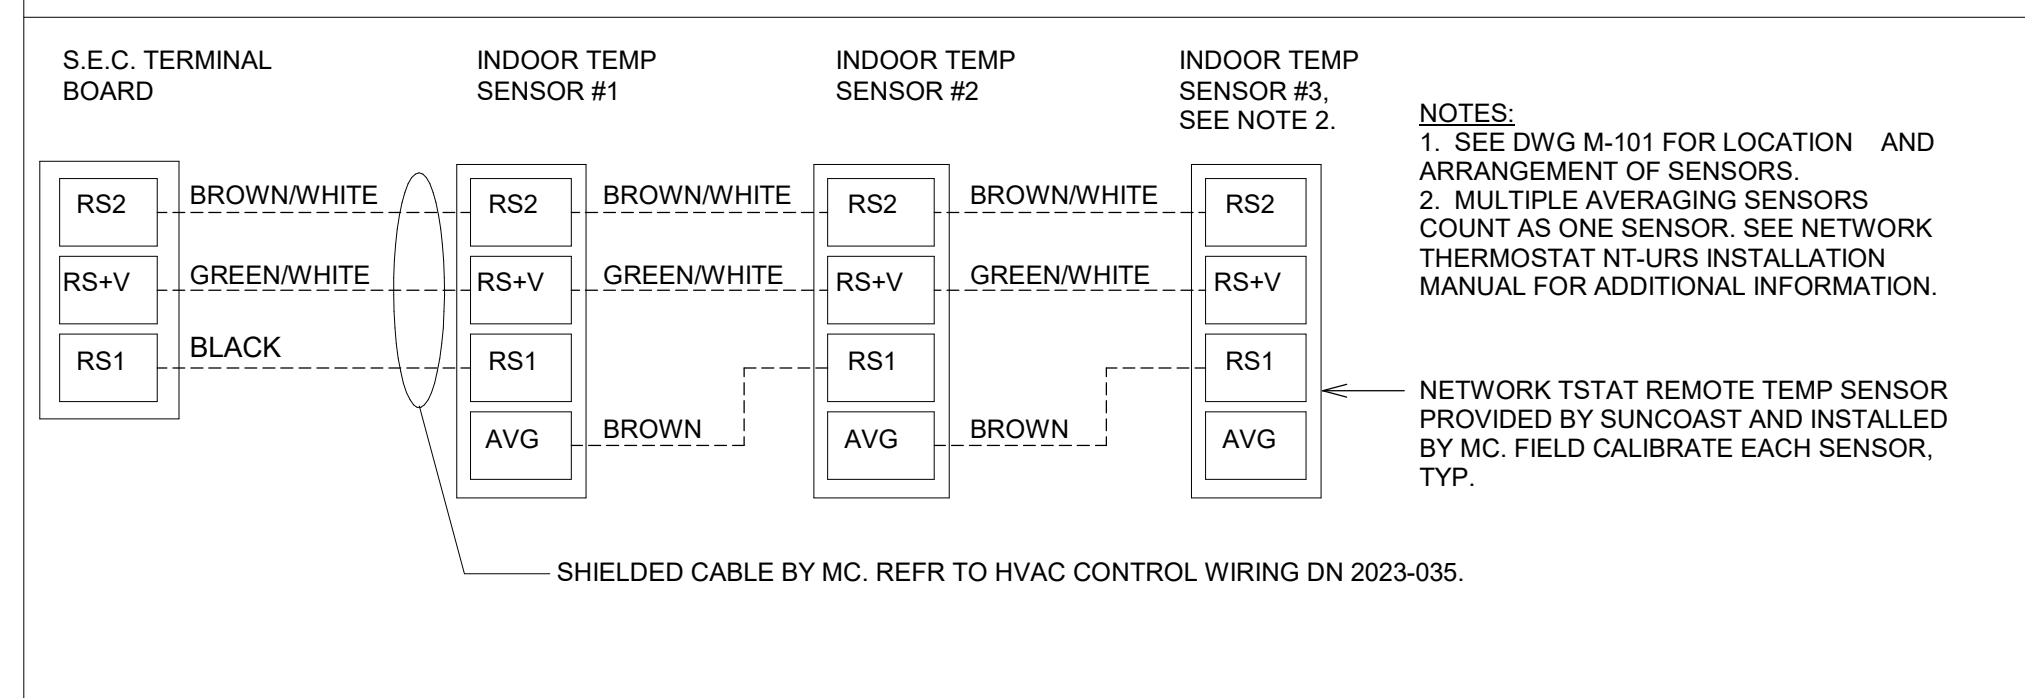 S.E.C. TERMINAL
BOARD
INDOOR TEMP
SENSOR #1
INDOOR TEMP
SENSOR #2
INDOOR TEMP
SENSOR #3,
SEE NOTE 2.
RS2
BROWN/WHITE
RS2
BROWN/WHITE
RS2
BROWN/WHITE
RS2
RS+V
GREEN/WHITE
RS+V
GREEN/WHITE
RS+V
GREEN/WHITE
RS+V
RS1
BLACK
RS1
RS1
RS1
AVG
BROWN
AVG
BROWN
AVG
NOTES:
1. SEE DWG M-101 FOR LOCATION AND
ARRANGEMENT OF SENSORS.
2. MULTIPLE AVERAGING SENSORS
COUNT AS ONE SENSOR. SEE NETWORK
THERMOSTAT NT-URS INSTALLATION
MANUAL FOR ADDITIONAL INFORMATION.
NETWORK TSTAT REMOTE TEMP SENSOR
PROVIDED BY SUNCOAST AND INSTALLED
BY MC. FIELD CALIBRATE EACH SENSOR,
TYP.
SHIELDED CABLE BY MC. REFR TO HVAC CONTROL WIRING DN 2023-035.